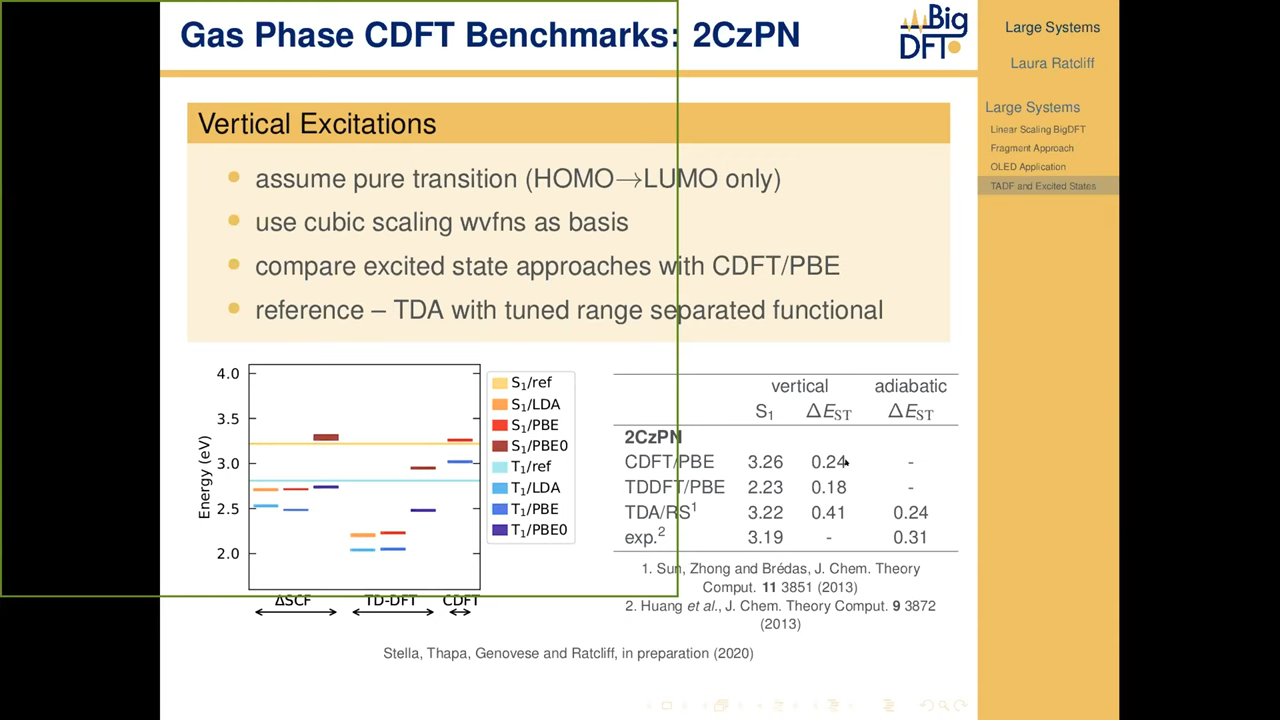 Gas Phase CDFT Benchmarks: 2CzPN
Big
DFT
Large Systems
Laura Ratcliff
Large Systems
Linear Scaling BigDFT
Fragment Approach
OLED Application
TADF and Excited States
Vertical Excitations
assume pure transition (HOMO→LUMO only)
use cubic scaling wvfns as basis
compare excited state approaches with CDFT/PBE
reference – TDA with tuned range separated functional
Energy (eV)
4.0
3.5
3.0
2.5
2.0
ΔSCF TD-DFT CDFT
S₁/ref
S₁/LDA
S₁/PBE
S₁/PBE0
T₁/ref
T₁/LDA
T₁/PBE
T₁/PBE0
vertical adiabatic
S₁ ΔE_ST ΔE_ST
2CzPN
CDFT/PBE 3.26 0.24 -
TDDFT/PBE 2.23 0.18 -
TDA/RS¹ 3.22 0.41 0.24
exp.² 3.19 - 0.31
1. Sun, Zhong and Brédas, J. Chem. Theory
Comput. 11 3851 (2013)
2. Huang et al., J. Chem. Theory Comput. 9 3872
(2013)
Stella, Thapa, Genovese and Ratcliff, in preparation (2020)